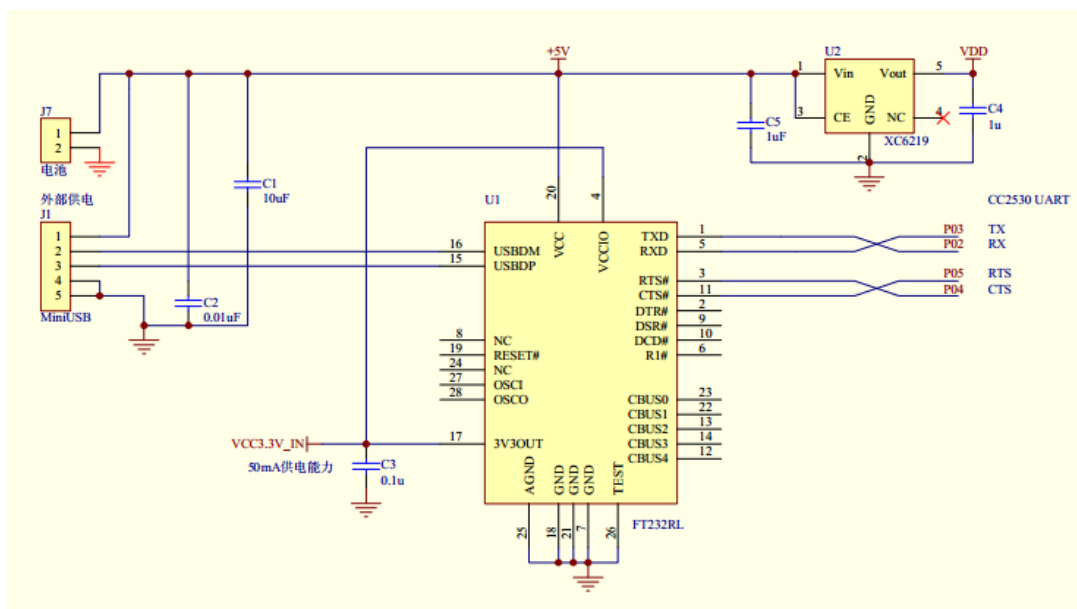 +5V
J7
1
2
电池
外部供电
J1
1
2
3
4
5
MiniUSB
C1
10uF
C2
0.01uF
VCC3.3V_IN
50mA供电能力
C3
0.1u
U1
20
VCC
4
VCCIO
16
USBDM
15
USBDP
8
NC
19
RESET#
24
NC
27
OSCI
28
OSCO
17
3V3OUT
TXD
1
RXD
5
RTS#
3
CTS#
11
DTR#
2
DSR#
9
DCD#
10
R1#
6
CBUS0
23
CBUS1
22
CBUS2
13
CBUS3
14
CBUS4
12
AGND
GND
GND
GND
TEST
25
18
21
7
26
FT232RL
C5
1uF
U2
1
Vin
Vout
5
3
CE
GND
NC
4
2
XC6219
VDD
C4
1u
CC2530 UART
P03 TX
P02 RX
P05 RTS
P04 CTS